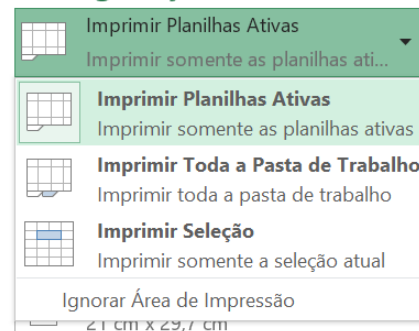 Imprimir Planilhas Ativas
Imprimir somente as planilhas ati...
Imprimir Planilhas Ativas
Imprimir somente as planilhas ativas
Imprimir Toda a Pasta de Trabalho
Imprimir toda a pasta de trabalho
Imprimir Seleção
Imprimir somente a seleção atual
Ignorar Área de Impressão
21 cm x 29,7 cm